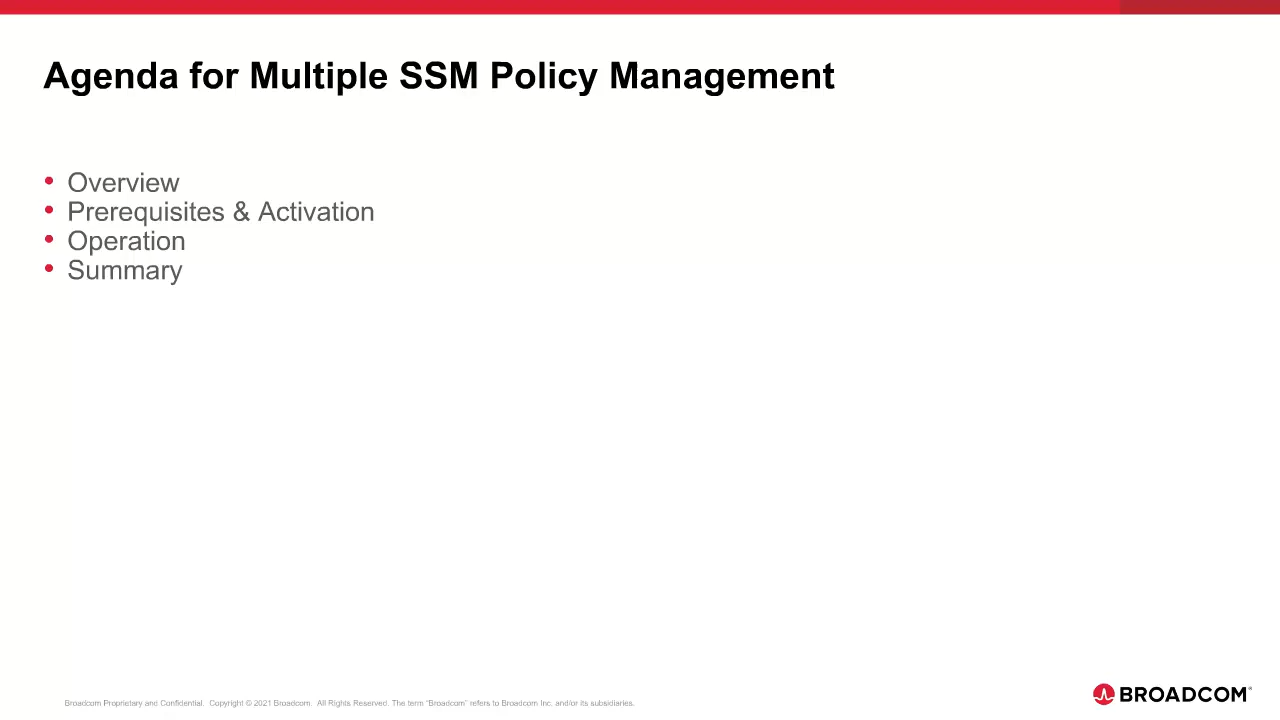 Agenda for Multiple SSM Policy Management
• Overview
• Prerequisites & Activation
• Operation
• Summary
Broadcom Proprietary and Confidential. Copyright © 2021 Broadcom. All Rights Reserved. The term “Broadcom” refers to Broadcom Inc. and/or its subsidiaries.
BROADCOM®